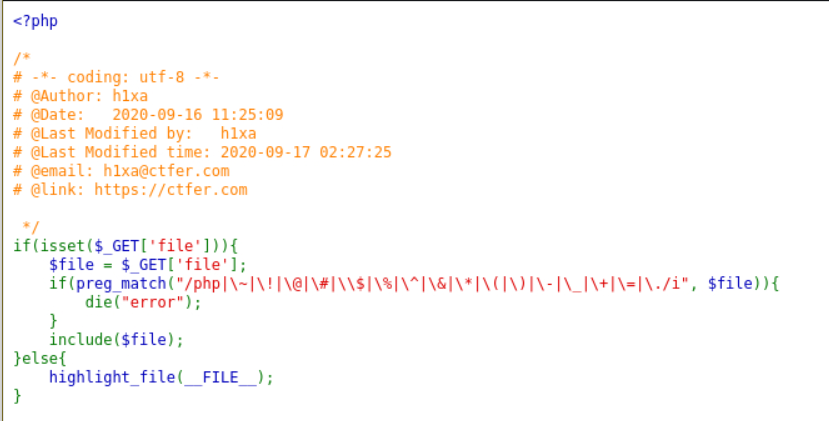 <?php
/*
# -*- coding: utf-8 -*-
# @Author: h1xa
# @Date:   2020-09-16 11:25:09
# @Last Modified by:   h1xa
# @Last Modified time: 2020-09-17 02:27:25
# @email: h1xa@ctfer.com
# @link: https://ctfer.com
*/
if(isset($_GET['file'])){
    $file = $_GET['file'];
    if(preg_match("/php|\~|\!|\@|\#|\\$|\%|\^|\&|\*|\(|\)|\-|\_|\+|\=|\./i", $file)){
        die("error");
    }
    include($file);
}else{
    highlight_file(__FILE__);
}